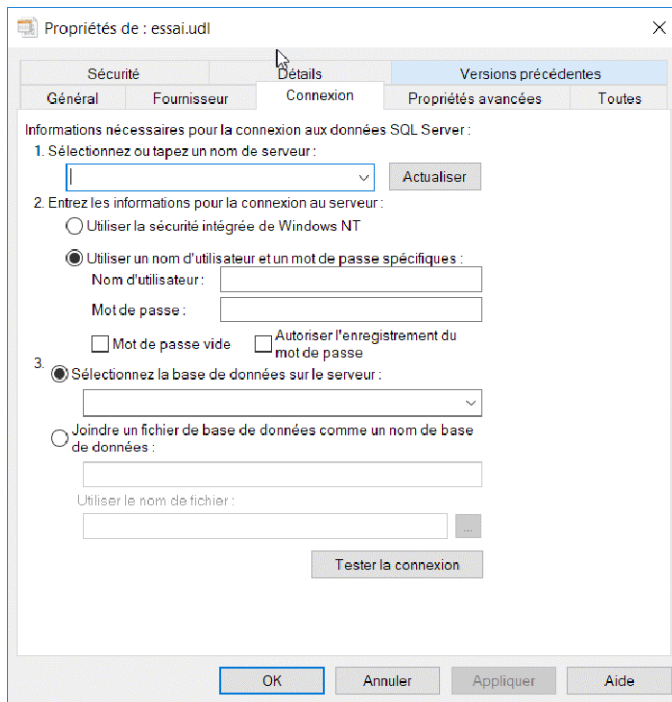 Propriétés de : essai.udl
Sécurité Détails Versions précédentes
Général Fournisseur Connexion Propriétés avancées Toutes
Informations nécessaires pour la connexion aux données SQL Server :
1. Sélectionnez ou tapez un nom de serveur :
Actualiser
2. Entrez les informations pour la connexion au serveur :
Utiliser la sécurité intégrée de Windows NT
Utiliser un nom d'utilisateur et un mot de passe spécifiques :
Nom d'utilisateur :
Mot de passe :
Mot de passe vide
Autoriser l'enregistrement du
mot de passe
3.
Sélectionnez la base de données sur le serveur :
Joindre un fichier de base de données comme un nom de base
de données :
Utiliser le nom de fichier :
...
Tester la connexion
OK Annuler Appliquer Aide